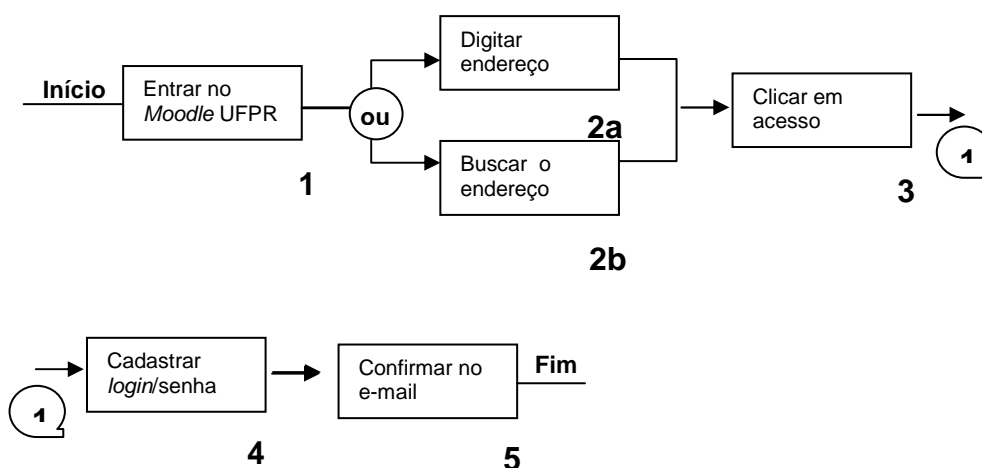 Início
Entrar no
Moodle UFPR
ou
Digitar
endereço
2a
Buscar o
endereço
Clicar em
acesso
1
1
3
2b
Cadastrar
login/senha
Confirmar no
e-mail
Fim
1
4
5